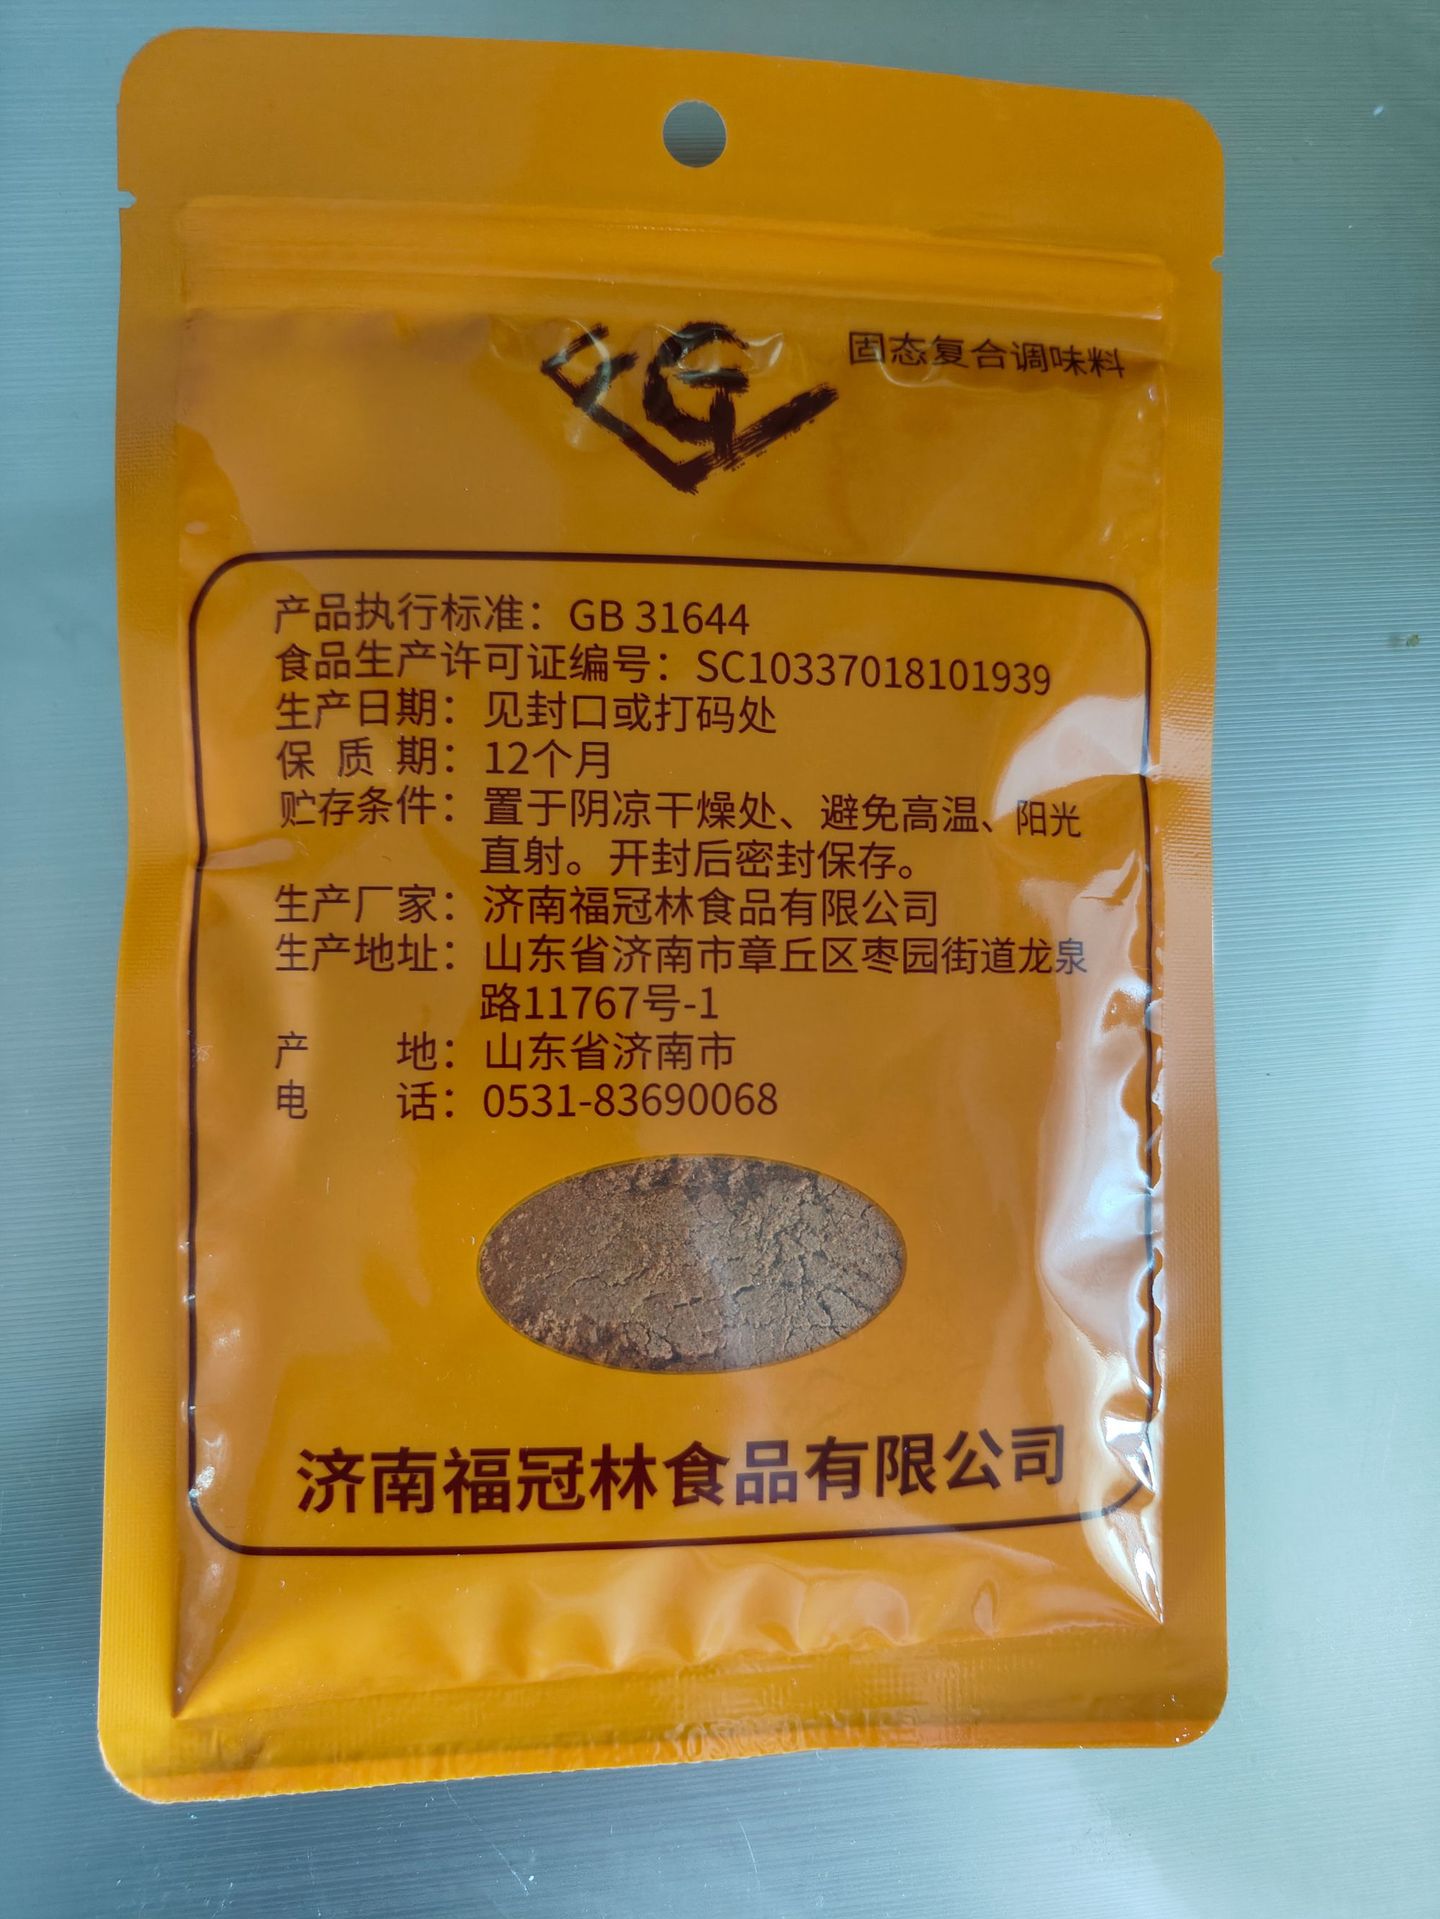 固态复合调味料
产品执行标准：GB 31644
食品生产许可证编号：SC10337018101939
生产日期：见封口或打码处
保质期：12个月
贮存条件：置于阴凉干燥处、避免高温、阳光
直射。开封后密封保存。
生产厂家：济南福冠林食品有限公司
生产地址：山东省济南市章丘区枣园街道龙泉
路11767号-1
产地：山东省济南市
电话：0531-83690068
济南福冠林食品有限公司